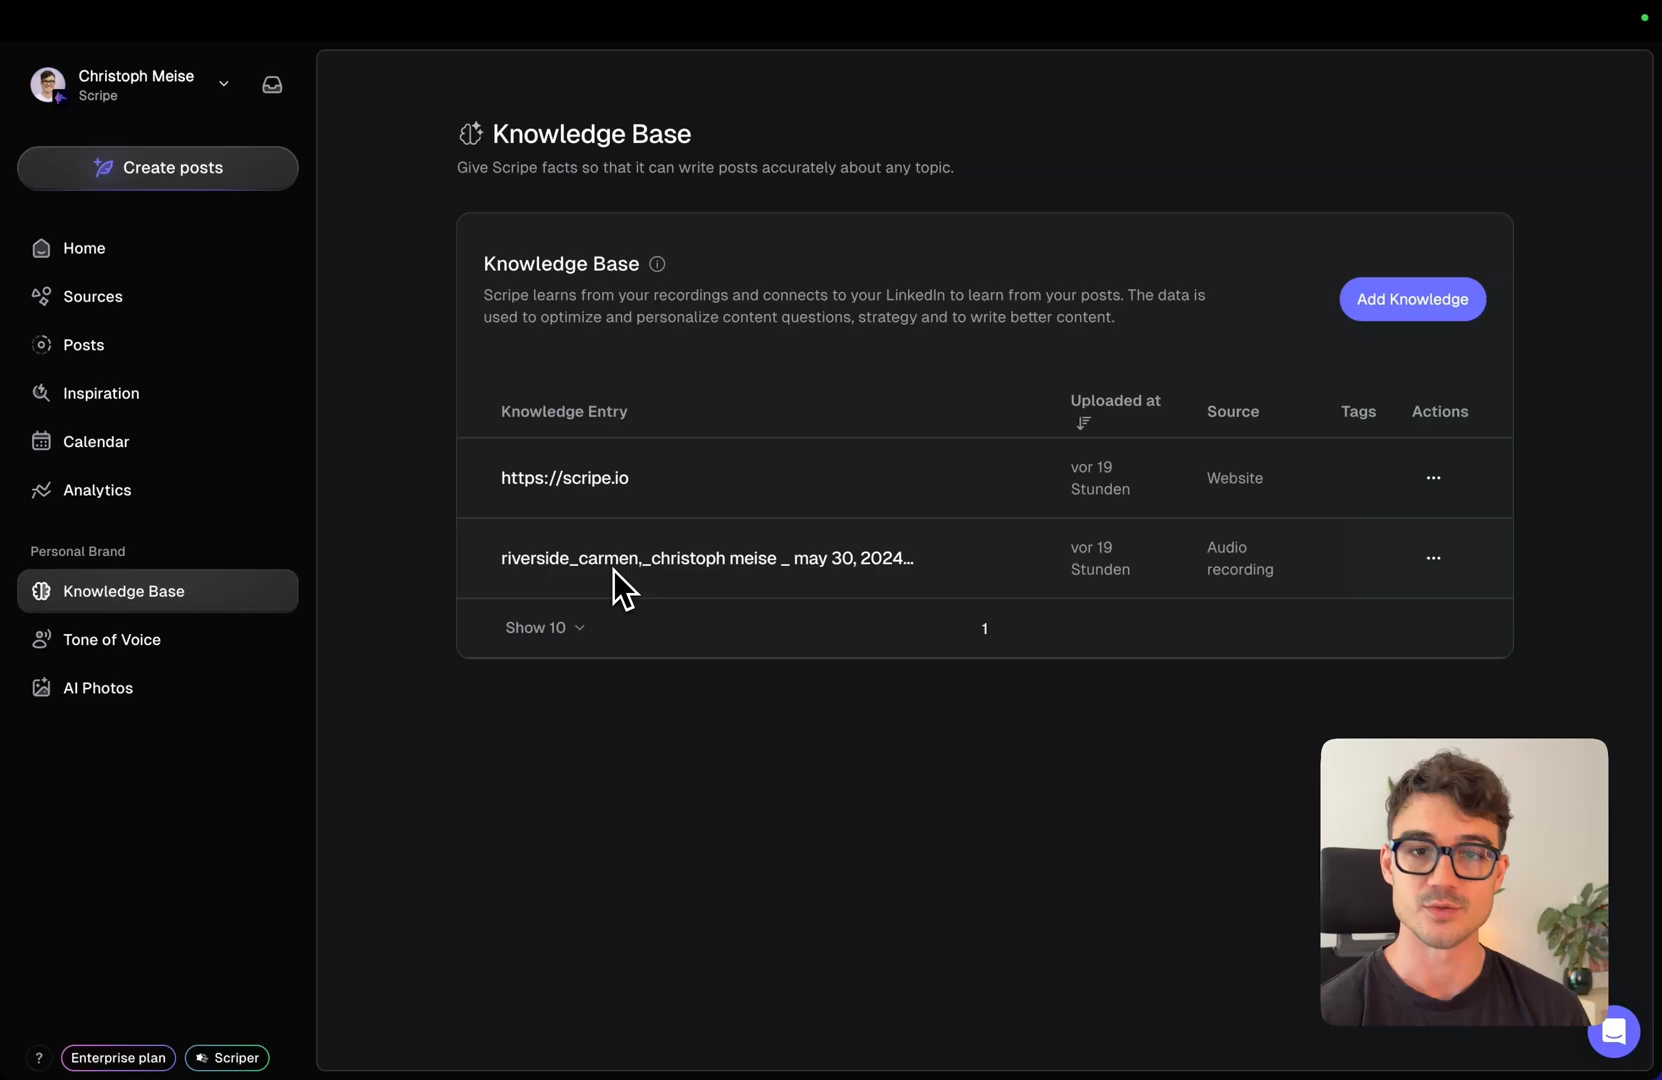 Christoph Meise
Scripe
Create posts
Home
Sources
Posts
Inspiration
Calendar
Analytics
Personal Brand
Knowledge Base
Tone of Voice
AI Photos
?
Enterprise plan
Scriper
Knowledge Base
Give Scripe facts so that it can write posts accurately about any topic.
Knowledge Base
Scripe learns from your recordings and connects to your LinkedIn to learn from your posts. The data is
used to optimize and personalize content questions, strategy and to write better content.
Add Knowledge
Knowledge Entry
Uploaded at
Source
Tags
Actions
https://scripe.io
vor 19
Stunden
Website
riverside_carmen,_christoph meise _ may 30, 2024...
vor 19
Stunden
Audio
recording
Show 10
1